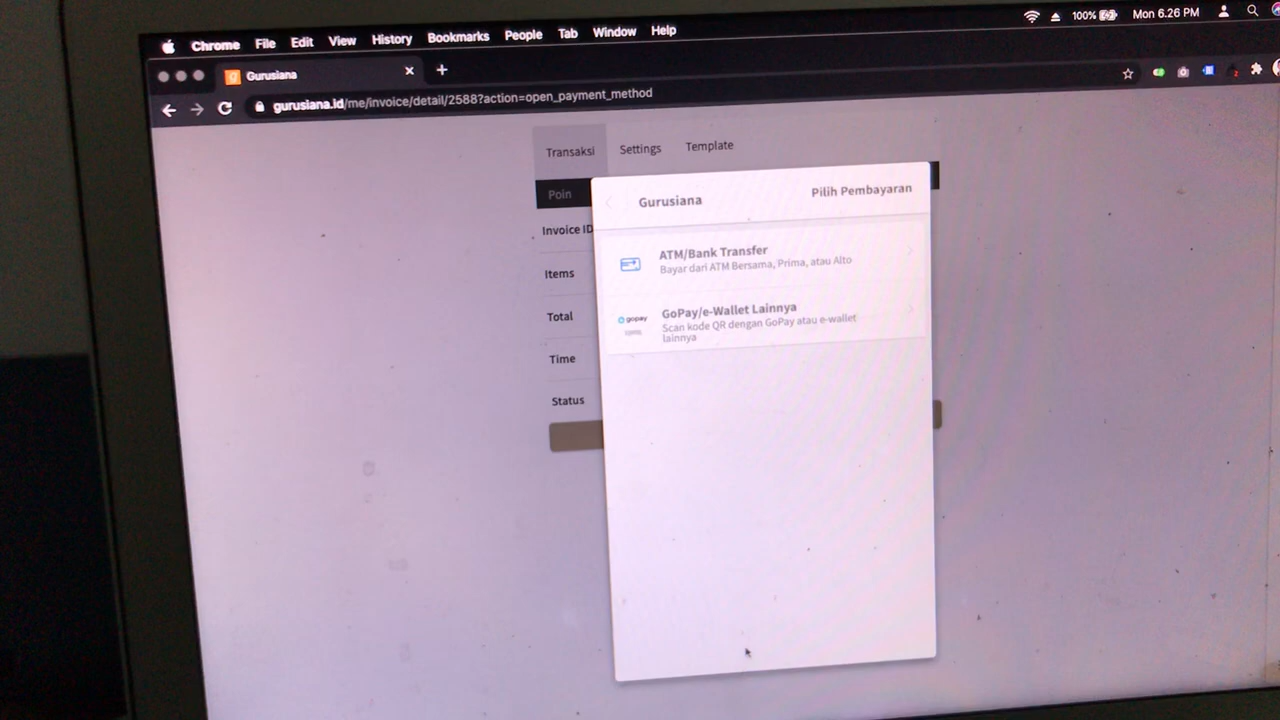 Chrome File Edit View History Bookmarks People Tab Window Help
100% Mon 6.26 PM
Gurusiana
gurusiana.id/me/invoice/detail/2588?action=open_payment_method
Transaksi Settings Template
Poin
Invoice ID
Items
Total
Time
Status
Gurusiana Pilih Pembayaran
ATM/Bank Transfer
Bayar dari ATM Bersama, Prima, atau Alto
gopay
GoPay/e-Wallet Lainnya
Scan kode QR dengan GoPay atau e-wallet
lainnya